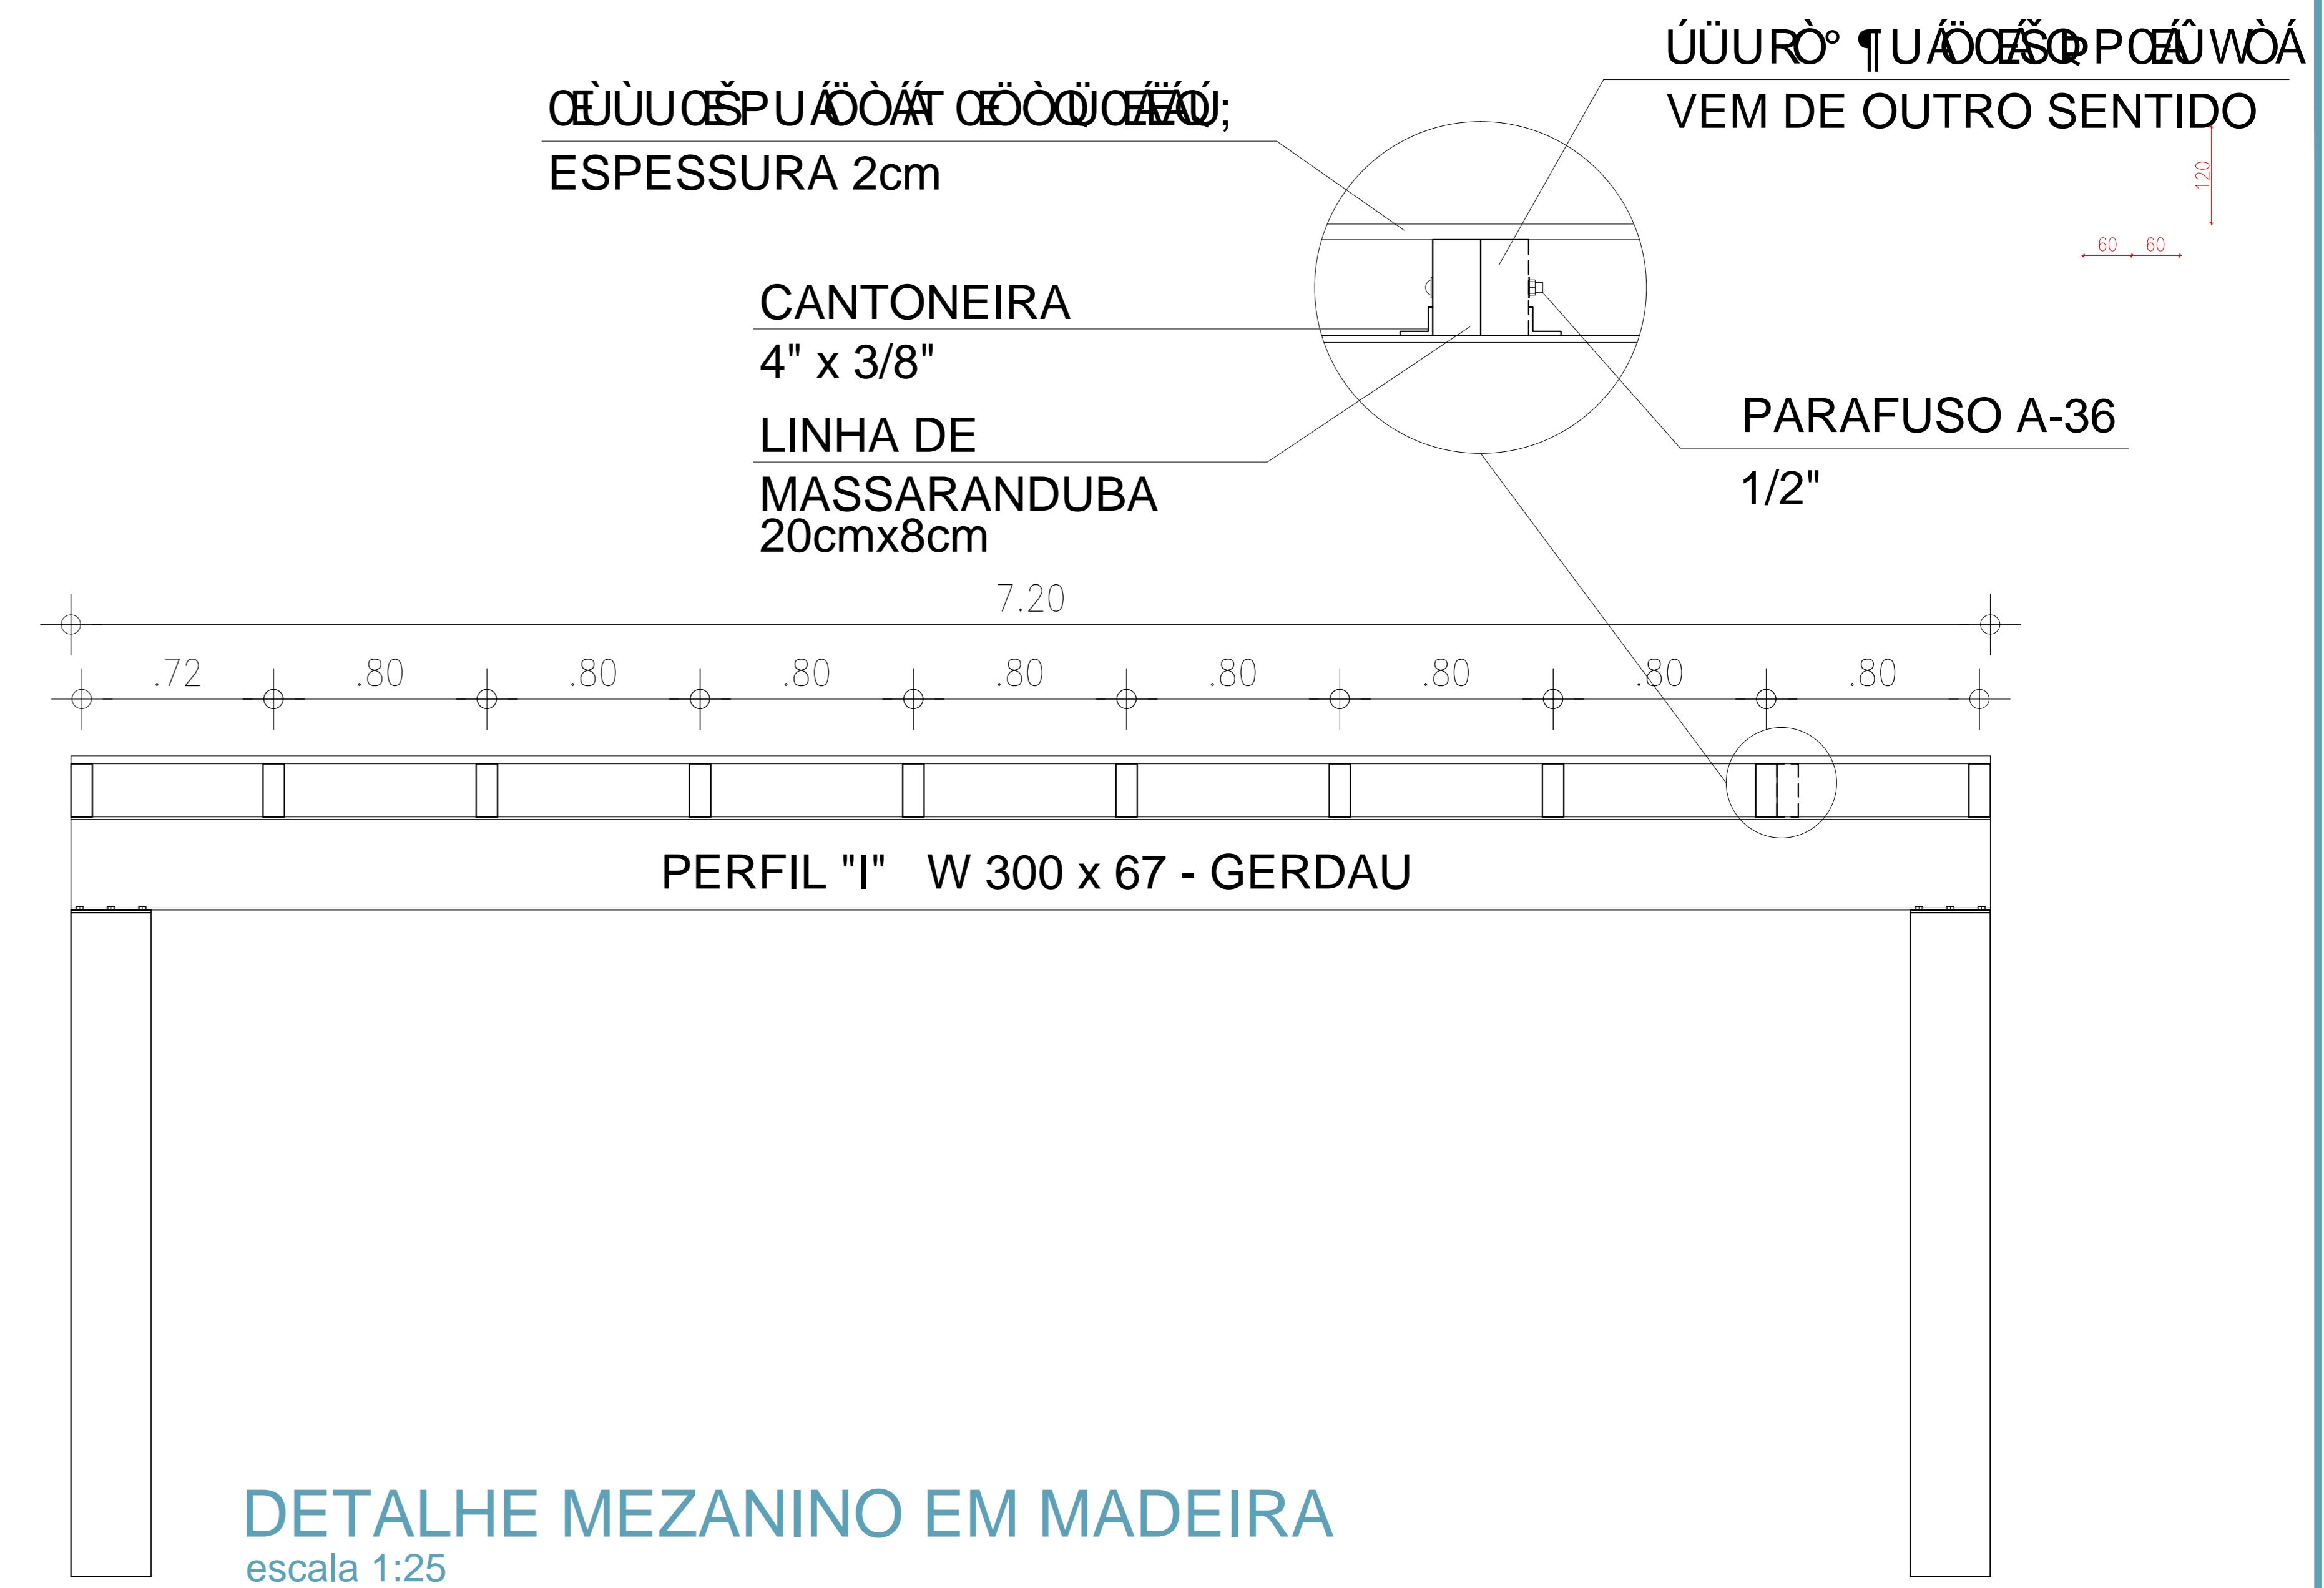 VEM DE OUTRO SENTIDO
ESPESSURA 2cm
120
60 60
CANTONEIRA
4" x 3/8"
LINHA DE
MASSARANDUBA
20cmx8cm
PARAFUSO A-36
1/2"
7.20
.72 .80 .80 .80 .80 .80 .80 .80 .80
PERFIL "I" W 300 x 67 - GERDAU
DETALHE MEZANINO EM MADEIRA
escala 1:25